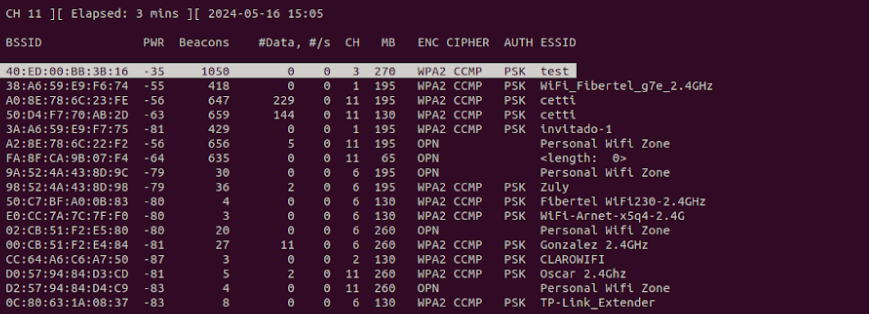 CH 11 ][ Elapsed: 3 mins ][ 2024-05-16 15:05
BSSID PWR Beacons #Data, #/s CH MB ENC CIPHER AUTH ESSID
40:ED:00:BB:3B:16 -35 1050 0 0 3 270 WPA2 CCMP PSK test
38:A6:59:E9:F6:74 -55 418 0 0 1 195 WPA2 CCMP PSK WiFi_Fibertel_g7e_2.4GHz
A0:8E:78:6C:23:FE -56 647 229 0 11 195 WPA2 CCMP PSK cetti
50:D4:F7:70:AB:2D -63 659 144 0 11 130 WPA2 CCMP PSK cetti
3A:A6:59:E9:F7:75 -81 429 0 0 1 195 WPA2 CCMP PSK invitado-1
A2:8E:78:6C:22:F2 -56 656 5 0 11 195 OPN Personal Wifi Zone
FA:8F:CA:9B:07:F4 -64 635 0 0 11 65 OPN <length: 0>
9A:52:4A:43:8D:9C -79 30 0 0 6 195 OPN Personal Wifi Zone
98:52:4A:43:8D:98 -79 36 2 0 6 195 WPA2 CCMP PSK Zuly
50:C7:BF:A0:0B:83 -80 4 0 0 6 130 WPA2 CCMP PSK Fibertel WiFi230-2.4GHz
E0:CC:7A:7C:7F:F0 -80 3 0 0 6 130 WPA2 CCMP PSK WiFi-Arnet-x5q4-2.4G
02:CB:51:F2:E5:80 -80 20 0 0 6 260 OPN Personal Wifi Zone
00:CB:51:F2:E4:84 -81 27 11 0 6 260 WPA2 CCMP PSK Gonzalez 2.4GHz
CC:64:A6:C6:A7:50 -87 3 0 0 2 130 WPA2 CCMP PSK CLAROWIFI
D0:57:94:84:D3:CD -81 5 2 0 11 260 WPA2 CCMP PSK Oscar 2.4Ghz
D2:57:94:84:D4:C9 -83 4 0 0 11 260 OPN Personal Wifi Zone
0C:80:63:1A:08:37 -83 8 0 0 6 130 WPA2 CCMP PSK TP-Link_Extender